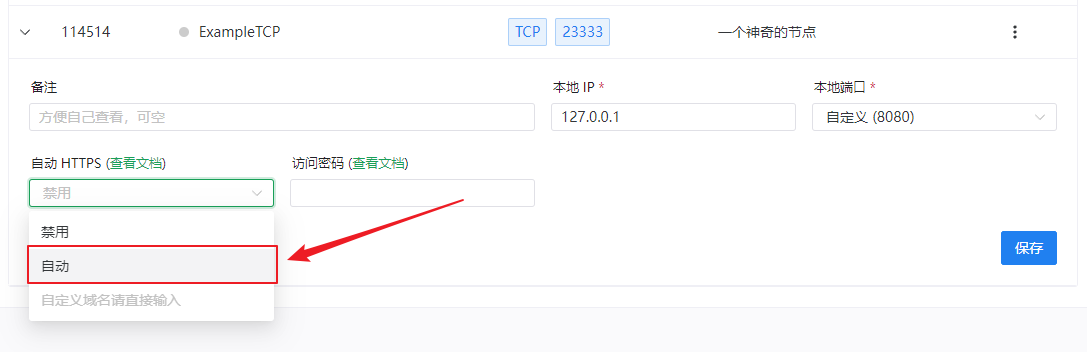 114514 ExampleTCP TCP 23333 一个神奇的节点
备注 本地 IP * 本地端口 *
方便自己查看，可空 127.0.0.1 自定义 (8080)
自动 HTTPS (查看文档) 访问密码 (查看文档)
禁用
禁用
自动
保存
自定义域名请直接输入